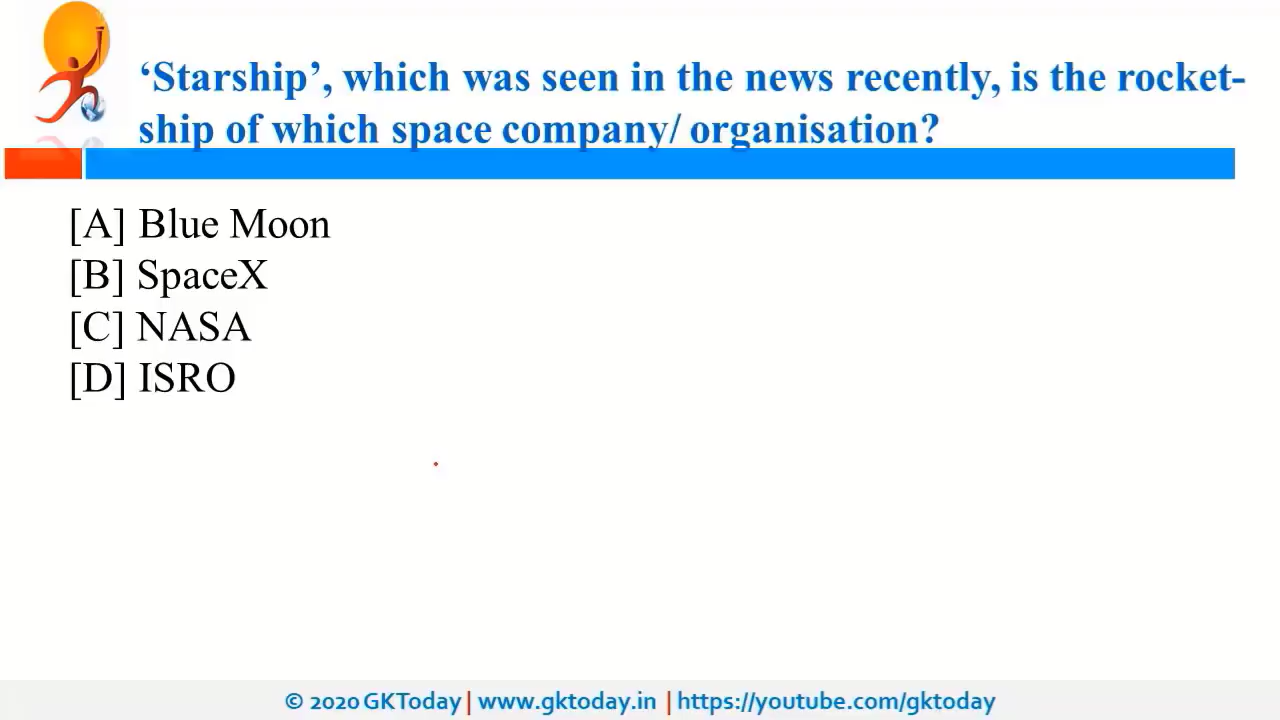 ‘Starship’, which was seen in the news recently, is the rocket-
ship of which space company/ organisation?
[A] Blue Moon
[B] SpaceX
[C] NASA
[D] ISRO
© 2020 GKToday | www.gktoday.in | https://youtube.com/gktoday